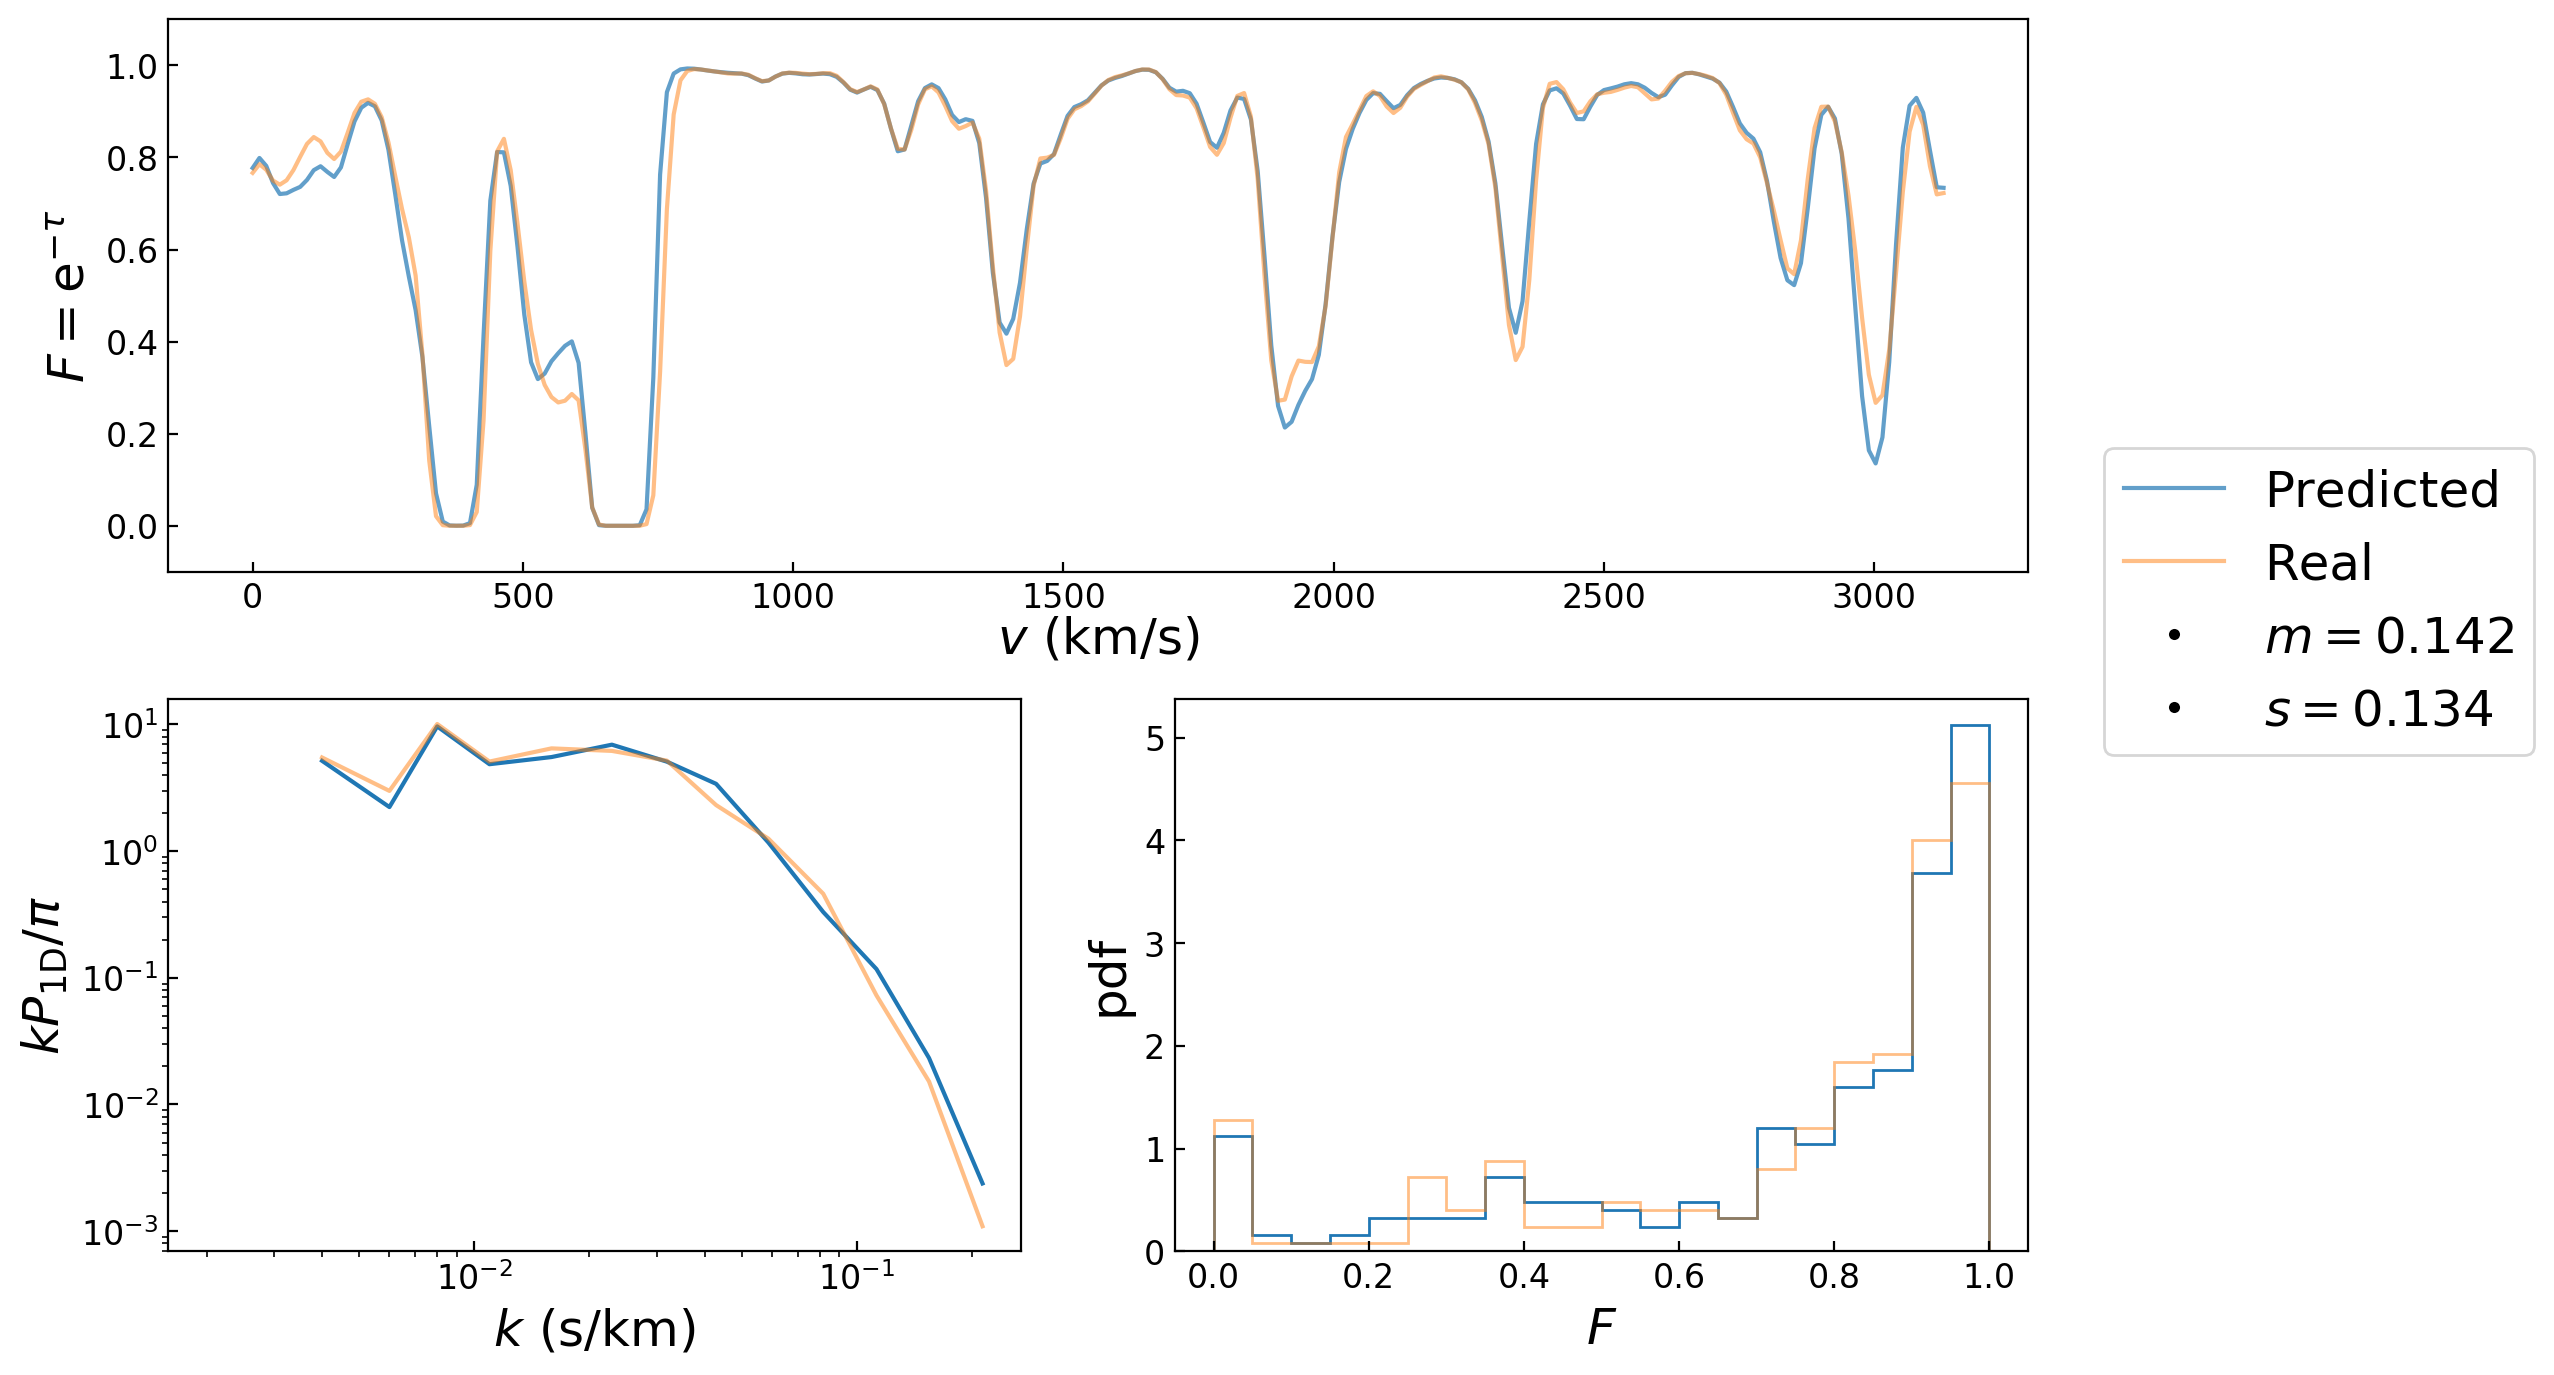 F = e^{−τ}
1.0
0.8
0.6
0.4
0.2
0.0
0 500 1000 1500 2000 2500 3000
v (km/s)
Predicted
Real
m = 0.142
s = 0.134
kP_{1D}/π
10^1
10^0
10^{−1}
10^{−2}
10^{−3}
10^{−2} 10^{−1}
k (s/km)
pdf
5
4
3
2
1
0
0.0 0.2 0.4 0.6 0.8 1.0
F